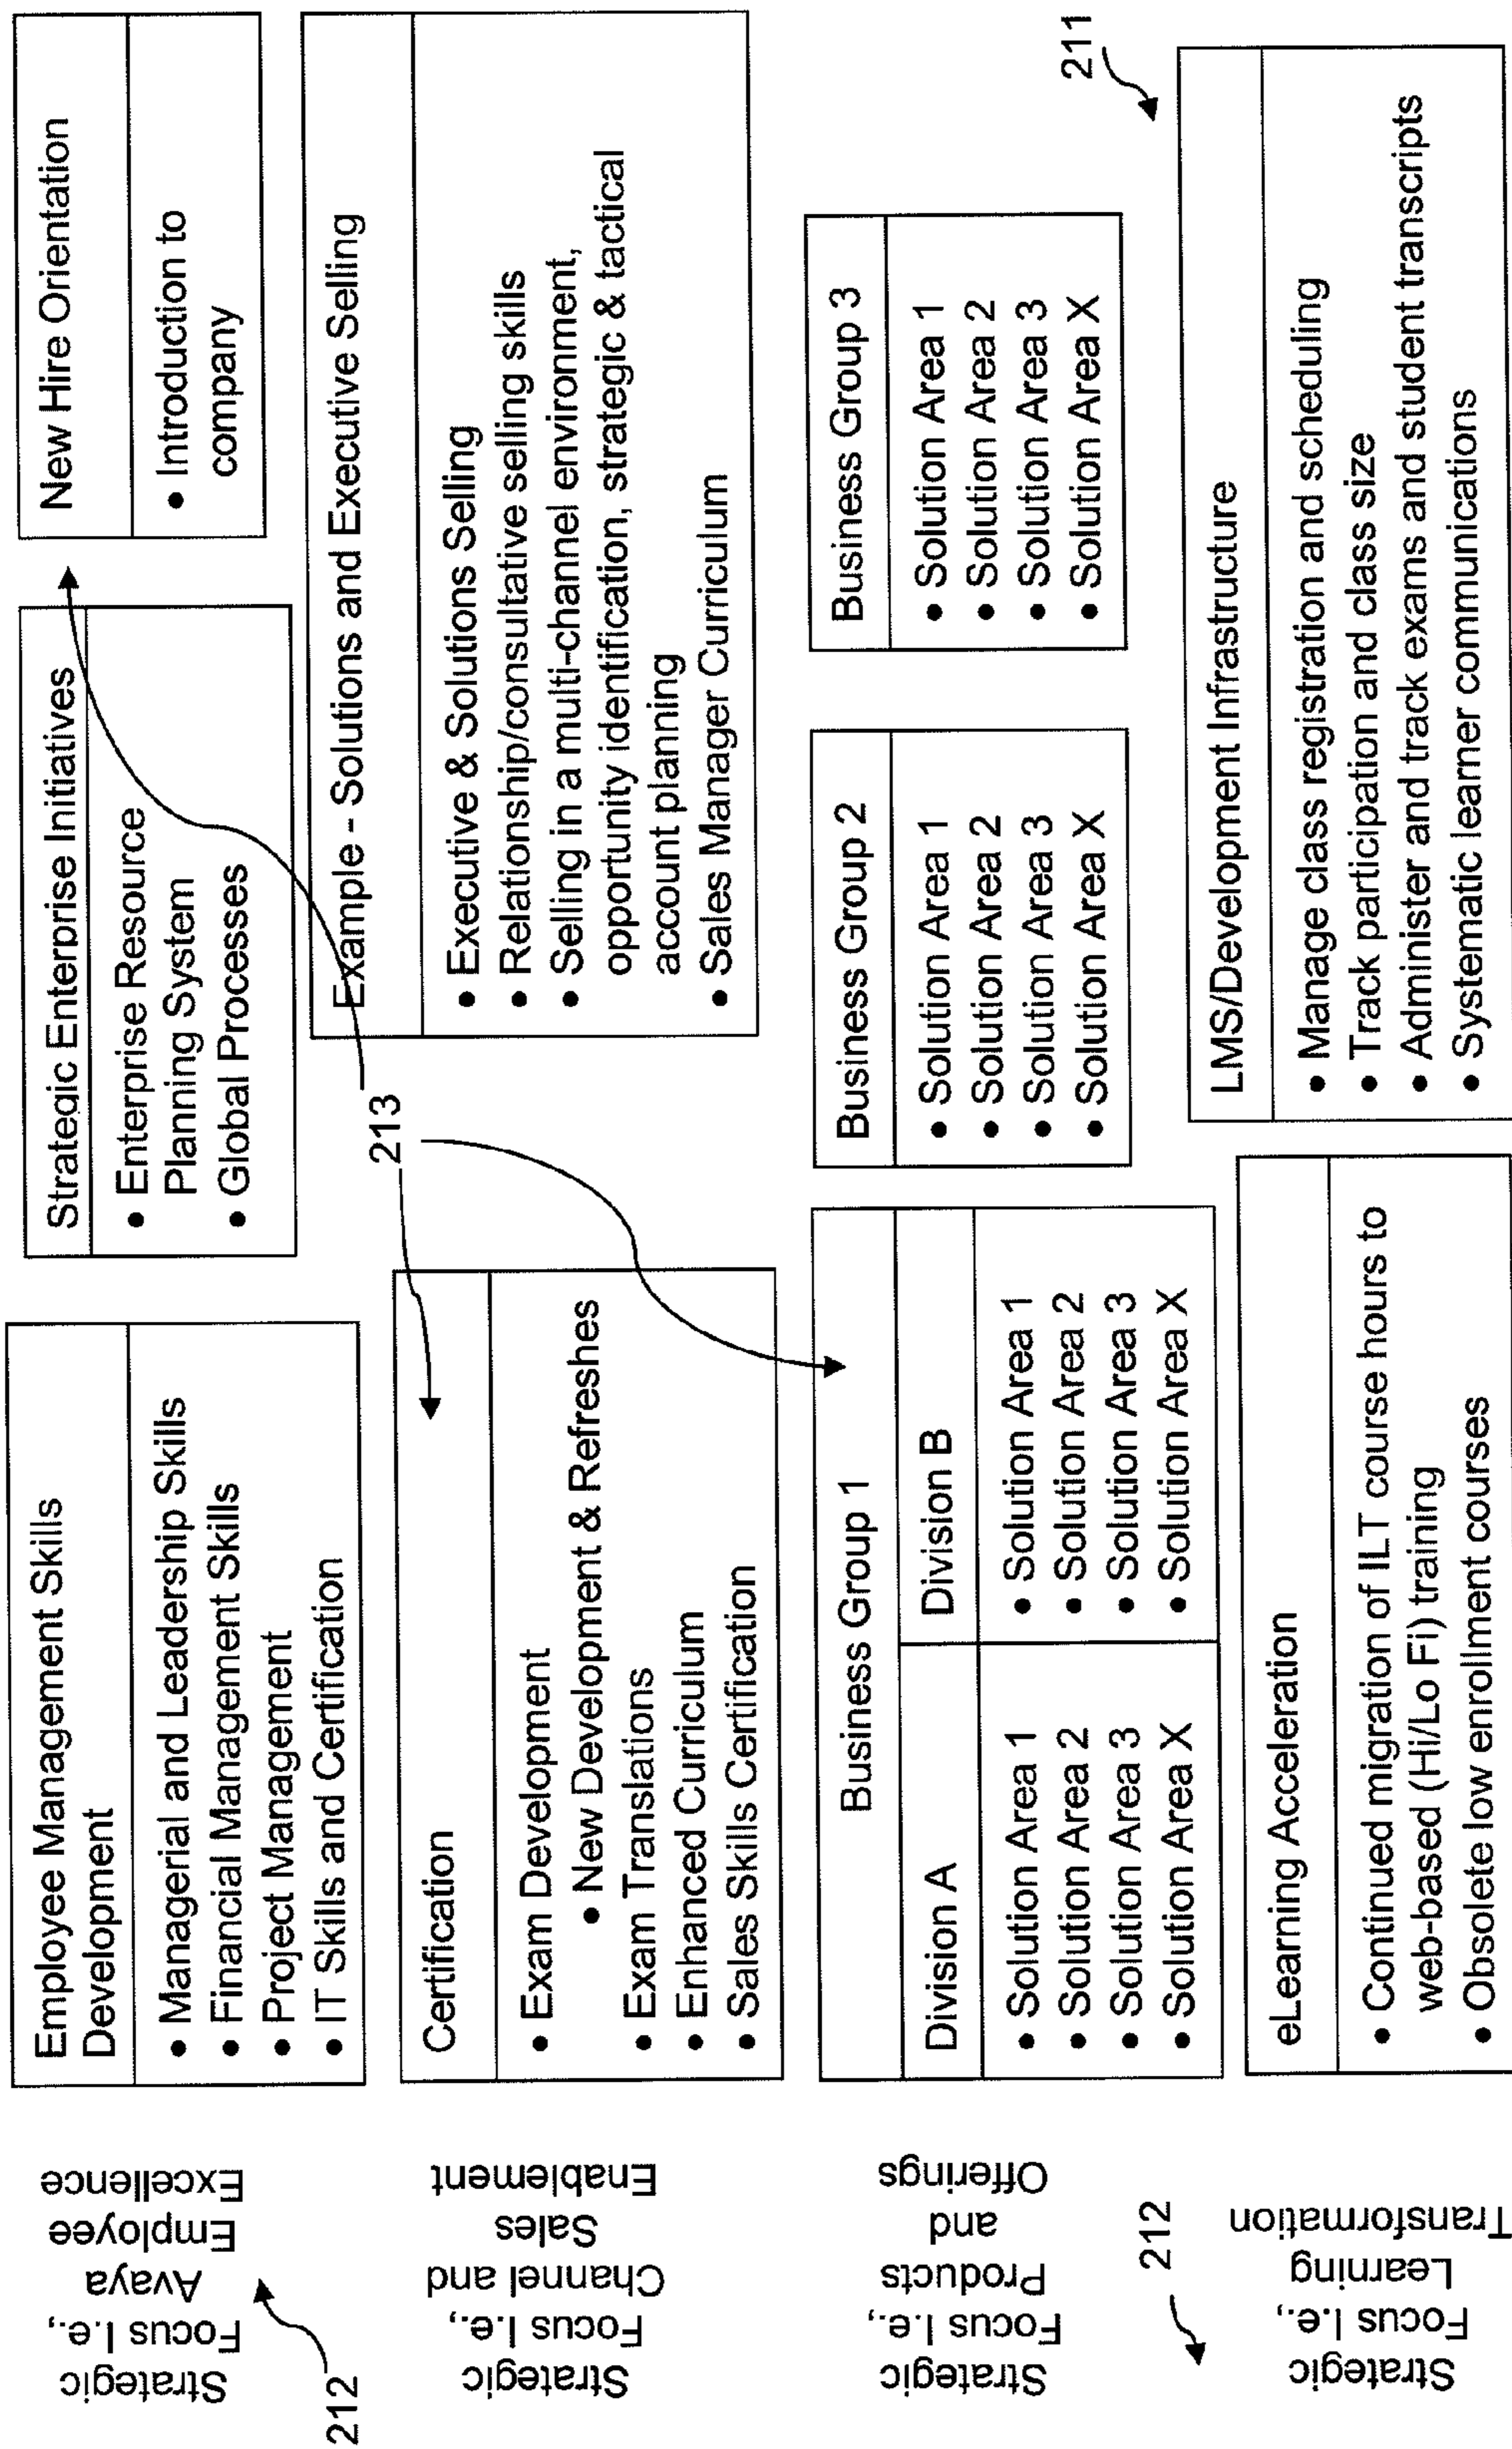 Strategic
Focus I.e.,
Avaya
Employee
Excellence
212
Employee Management Skills
Development
• Managerial and Leadership Skills
• Financial Management Skills
• Project Management
• IT Skills and Certification
Strategic Enterprise Initiatives
• Enterprise Resource
Planning System
• Global Processes
New Hire Orientation
• Introduction to
company
213
Strategic
Focus I.e.,
Channel and
Sales
Enablement
Certification
• Exam Development
• New Development & Refreshes
• Exam Translations
• Enhanced Curriculum
• Sales Skills Certification
Example - Solutions and Executive Selling
• Executive & Solutions Selling
• Relationship/consultative selling skills
• Selling in a multi-channel environment,
opportunity identification, strategic & tactical
account planning
• Sales Manager Curriculum
Strategic
Focus I.e.,
Products
and
Offerings
Business Group 1
Division A
• Solution Area 1
• Solution Area 2
• Solution Area 3
• Solution Area X
Division B
• Solution Area 1
• Solution Area 2
• Solution Area 3
• Solution Area X
Business Group 2
• Solution Area 1
• Solution Area 2
• Solution Area 3
• Solution Area X
Business Group 3
• Solution Area 1
• Solution Area 2
• Solution Area 3
• Solution Area X
212
211
Strategic
Focus I.e.,
Learning
Transformation
eLearning Acceleration
• Continued migration of ILT course hours to
web-based (Hi/Lo Fi) training
• Obsolete low enrollment courses
LMS/Development Infrastructure
• Manage class registration and scheduling
• Track participation and class size
• Administer and track exams and student transcripts
• Systematic learner communications